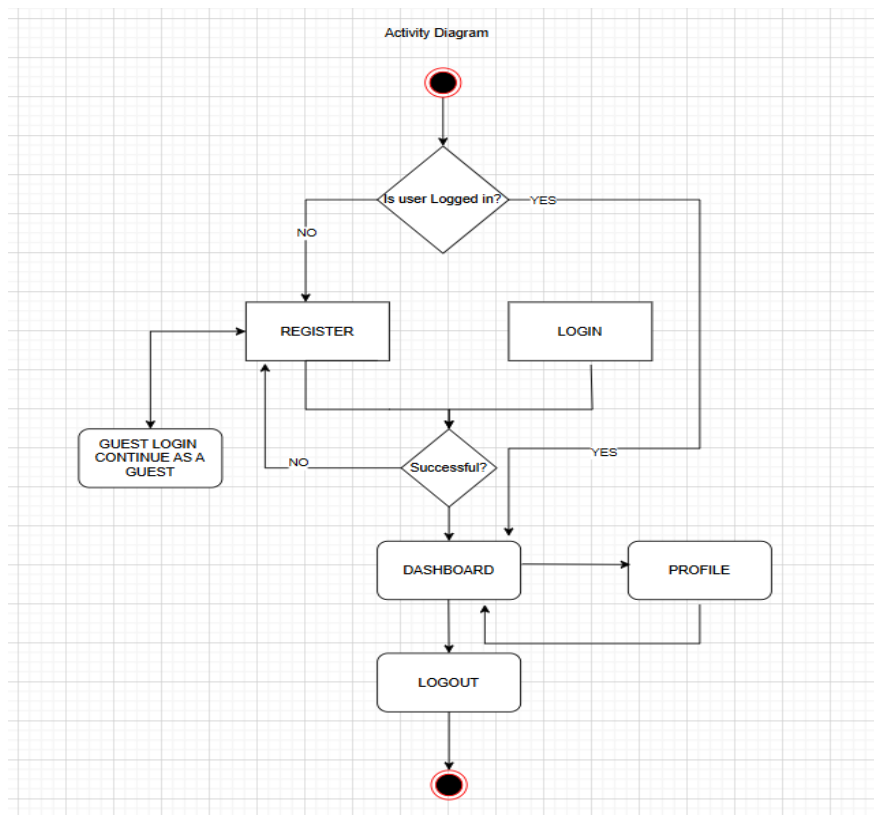 Activity Diagram
Is user Logged in?
YES
NO
REGISTER
LOGIN
GUEST LOGIN
CONTINUE AS A
GUEST
Successful?
NO
YES
DASHBOARD
PROFILE
LOGOUT